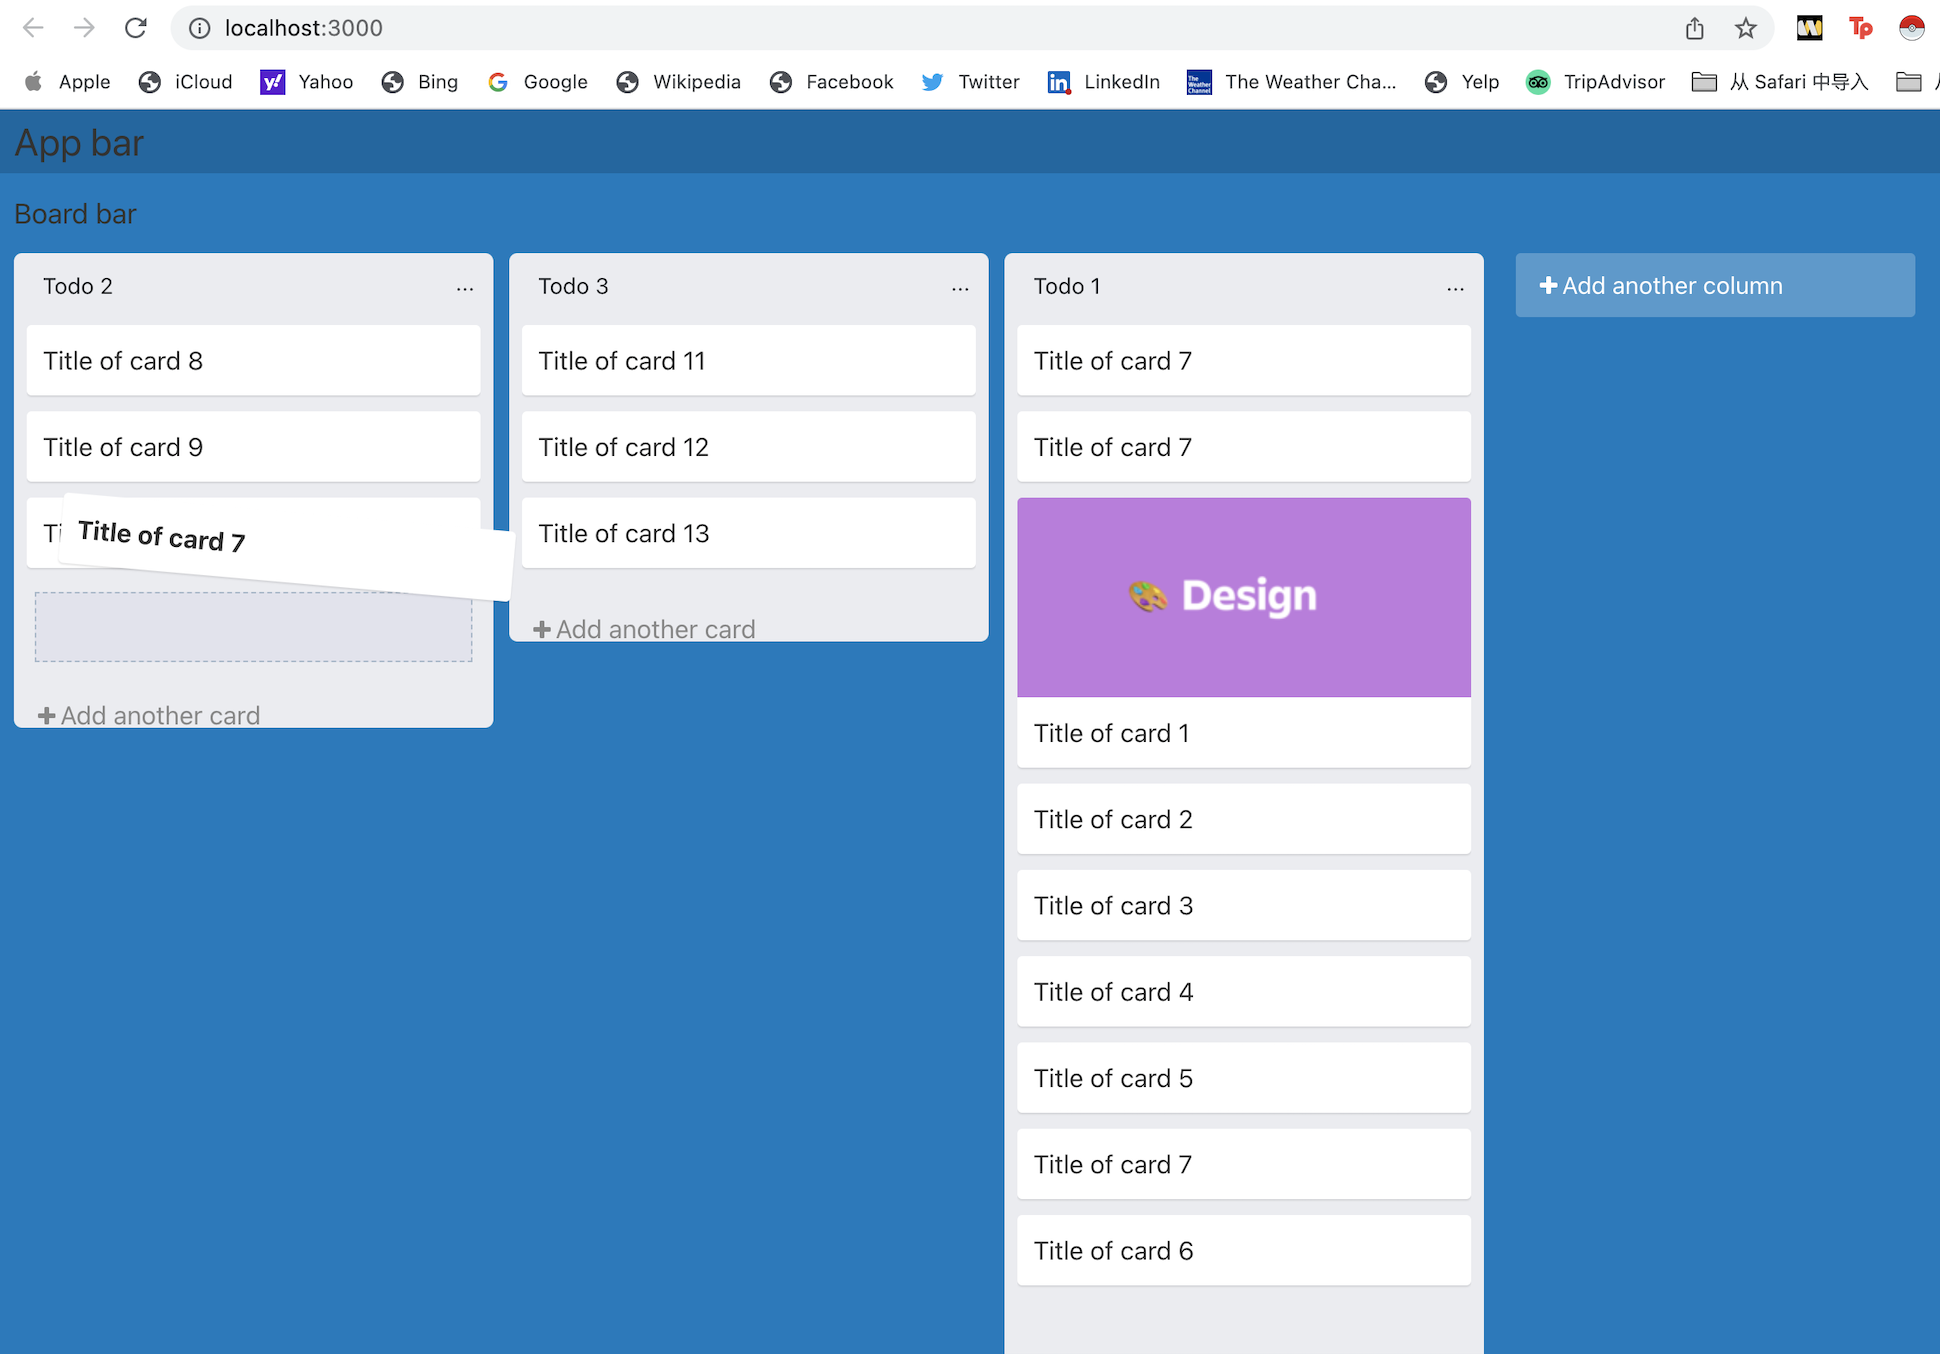 localhost:3000
Apple iCloud Yahoo Bing Google Wikipedia Facebook Twitter LinkedIn The Weather Cha... Yelp TripAdvisor 从 Safari 中导入
App bar
Board bar
Todo 2
...
Title of card 8
Title of card 9
Title of card 7
Add another card
Todo 3
...
Title of card 11
Title of card 12
Title of card 13
Add another card
Todo 1
...
Title of card 7
Title of card 7
Design
Title of card 1
Title of card 2
Title of card 3
Title of card 4
Title of card 5
Title of card 7
Title of card 6
Add another column